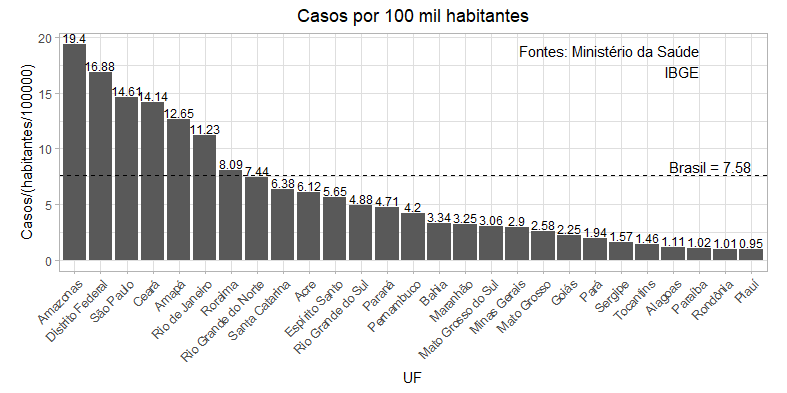 Casos por 100 mil habitantes
Fontes: Ministério da Saúde
IBGE
Brasil = 7.58
Casos/(habitantes/100000)
20
15
10
5
0
19.4
16.88
14.61
14.14
12.65
11.23
8.09
7.44
6.38
6.12
5.65
4.88
4.71
4.2
3.34
3.25
3.06
2.9
2.58
2.25
1.94
1.57
1.46
1.11
1.02
1.01
0.95
Amazonas
Distrito Federal
São Paulo
Ceará
Amapá
Rio de Janeiro
Roraima
Rio Grande do Norte
Santa Catarina
Acre
Espírito Santo
Rio Grande do Sul
Paraná
Pernambuco
Bahia
Maranhão
Mato Grosso do Sul
Minas Gerais
Mato Grosso
Goiás
Pará
Sergipe
Tocantins
Alagoas
Paraíba
Rondônia
Piauí
UF